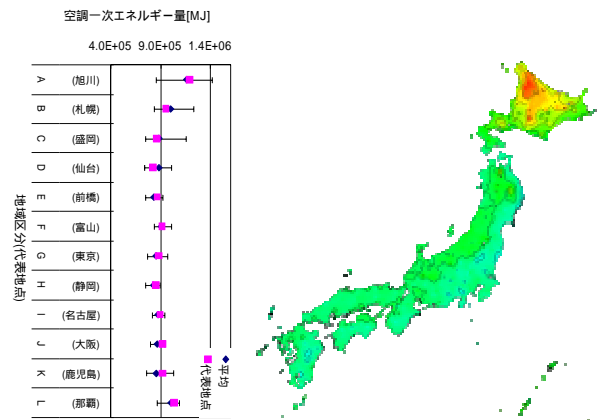 空調一次エネルギー量[MJ]
4.0E+05 9.0E+05 1.4E+06
A (旭川)
B (札幌)
C (盛岡)
D (仙台)
E (前橋)
F (富山)
G (東京)
H (静岡)
I (名古屋)
J (大阪)
K (鹿児島)
L (那覇)
地域区分(代表地点)
平均
代表地点